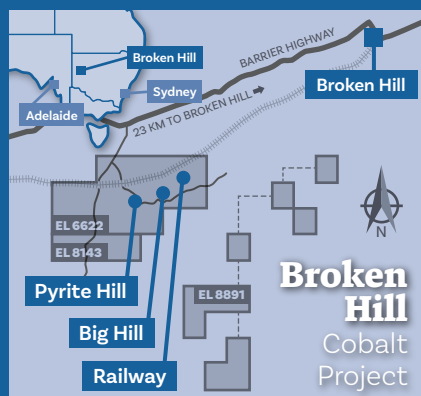 Broken Hill
Sydney
Adelaide
BARRIER HIGHWAY
23 KM TO BROKEN HILL
Broken Hill
N
EL 6622
EL 8143
EL 8891
Pyrite Hill
Big Hill
Railway
Broken
Hill
Cobalt
Project